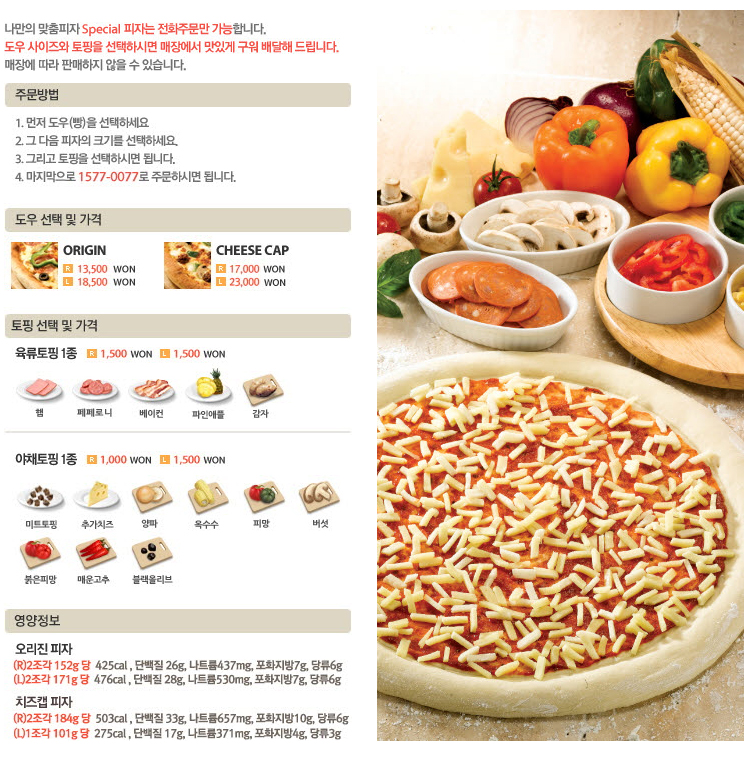 나만의 맞춤피자 Special 피자는 전화주문만 가능합니다.
도우 사이즈와 토핑을 선택하시면 매장에서 맛있게 구워 배달해 드립니다.
매장에 따라 판매하지 않을 수 있습니다.
주문방법
1. 먼저 도우(빵)을 선택하세요
2. 그 다음 피자의 크기를 선택하세요.
3. 그리고 토핑을 선택하시면 됩니다.
4. 마지막으로 1577-0077로 주문하시면 됩니다.
도우 선택 및 가격
ORIGIN
R 13,500 WON
L 18,500 WON
CHEESE CAP
R 17,000 WON
L 23,000 WON
토핑 선택 및 가격
육류토핑 1종 R 1,500 WON L 1,500 WON
햄 페페로니 베이컨 파인애플 감자
야채토핑 1종 R 1,000 WON L 1,500 WON
미트토핑 추가치즈 양파 옥수수 피망 버섯
붉은피망 매운고추 블랙올리브
영양정보
오리진 피자
(R)2조각 152g 당 425cal , 단백질 26g, 나트륨437mg, 포화지방7g, 당류6g
(L)2조각 171g 당 476cal , 단백질 28g, 나트륨530mg, 포화지방7g, 당류6g
치즈캡 피자
(R)2조각 184g 당 503cal , 단백질 33g, 나트륨657mg, 포화지방10g, 당류6g
(L)1조각 101g 당 275cal , 단백질 17g, 나트륨371mg, 포화지방4g, 당류3g